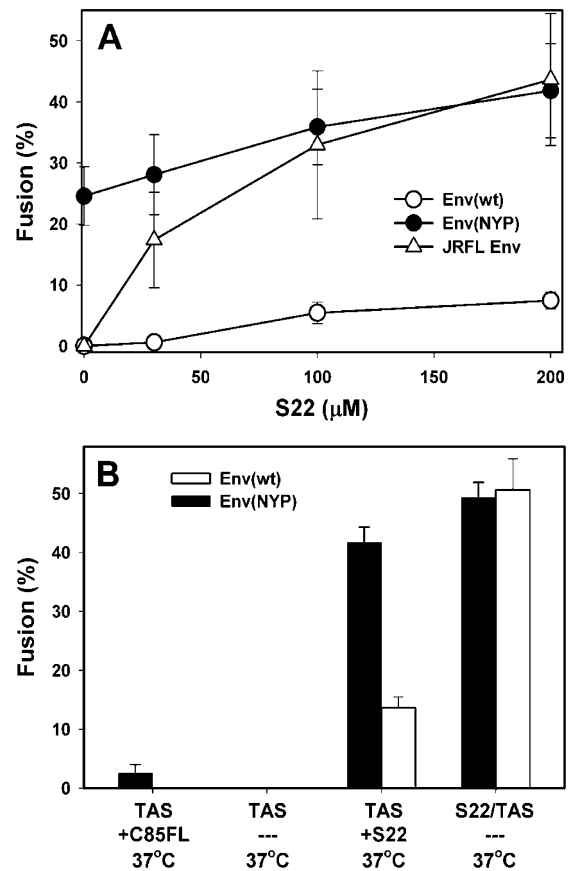 A
Fusion (%)
50
40
30
20
10
0
Env(wt)
Env(NYP)
JRFL Env
0 50 100 150 200
S22 (μM)
B
Env(wt)
Env(NYP)
Fusion (%)
50
40
30
20
10
0
TAS TAS TAS S22/TAS
+C85FL --- +S22 ---
37°C 37°C 37°C 37°C